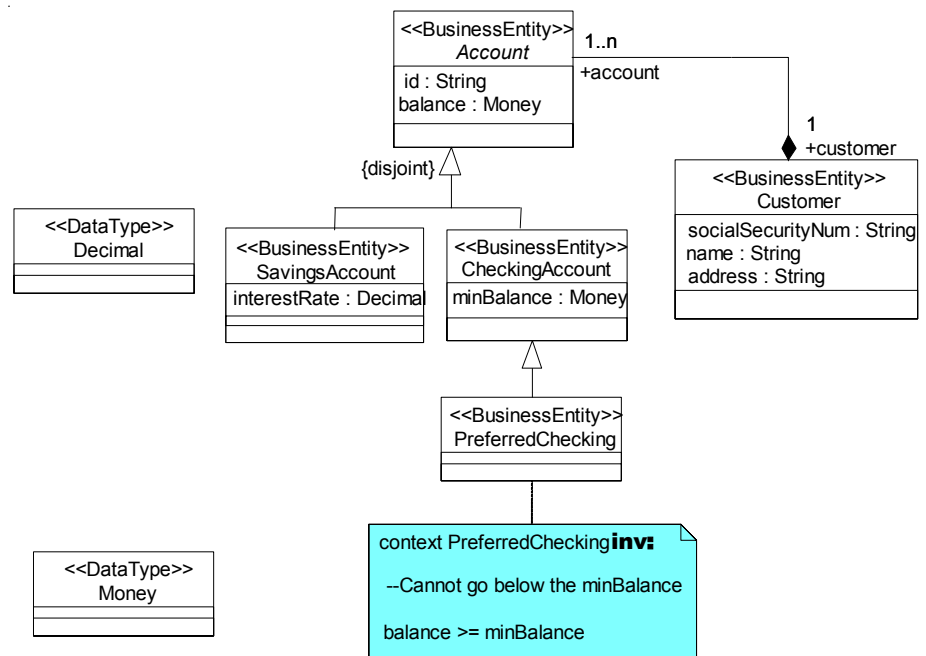 <<BusinessEntity>>
Account
id : String
balance : Money
1..n
+account
1
+customer
{disjoint}
<<BusinessEntity>>
Customer
socialSecurityNum : String
name : String
address : String
<<DataType>>
Decimal
<<BusinessEntity>>
SavingsAccount
interestRate : Decimal
<<BusinessEntity>>
CheckingAccount
minBalance : Money
<<BusinessEntity>>
PreferredChecking
<<DataType>>
Money
context PreferredChecking inv:
--Cannot go below the minBalance
balance >= minBalance